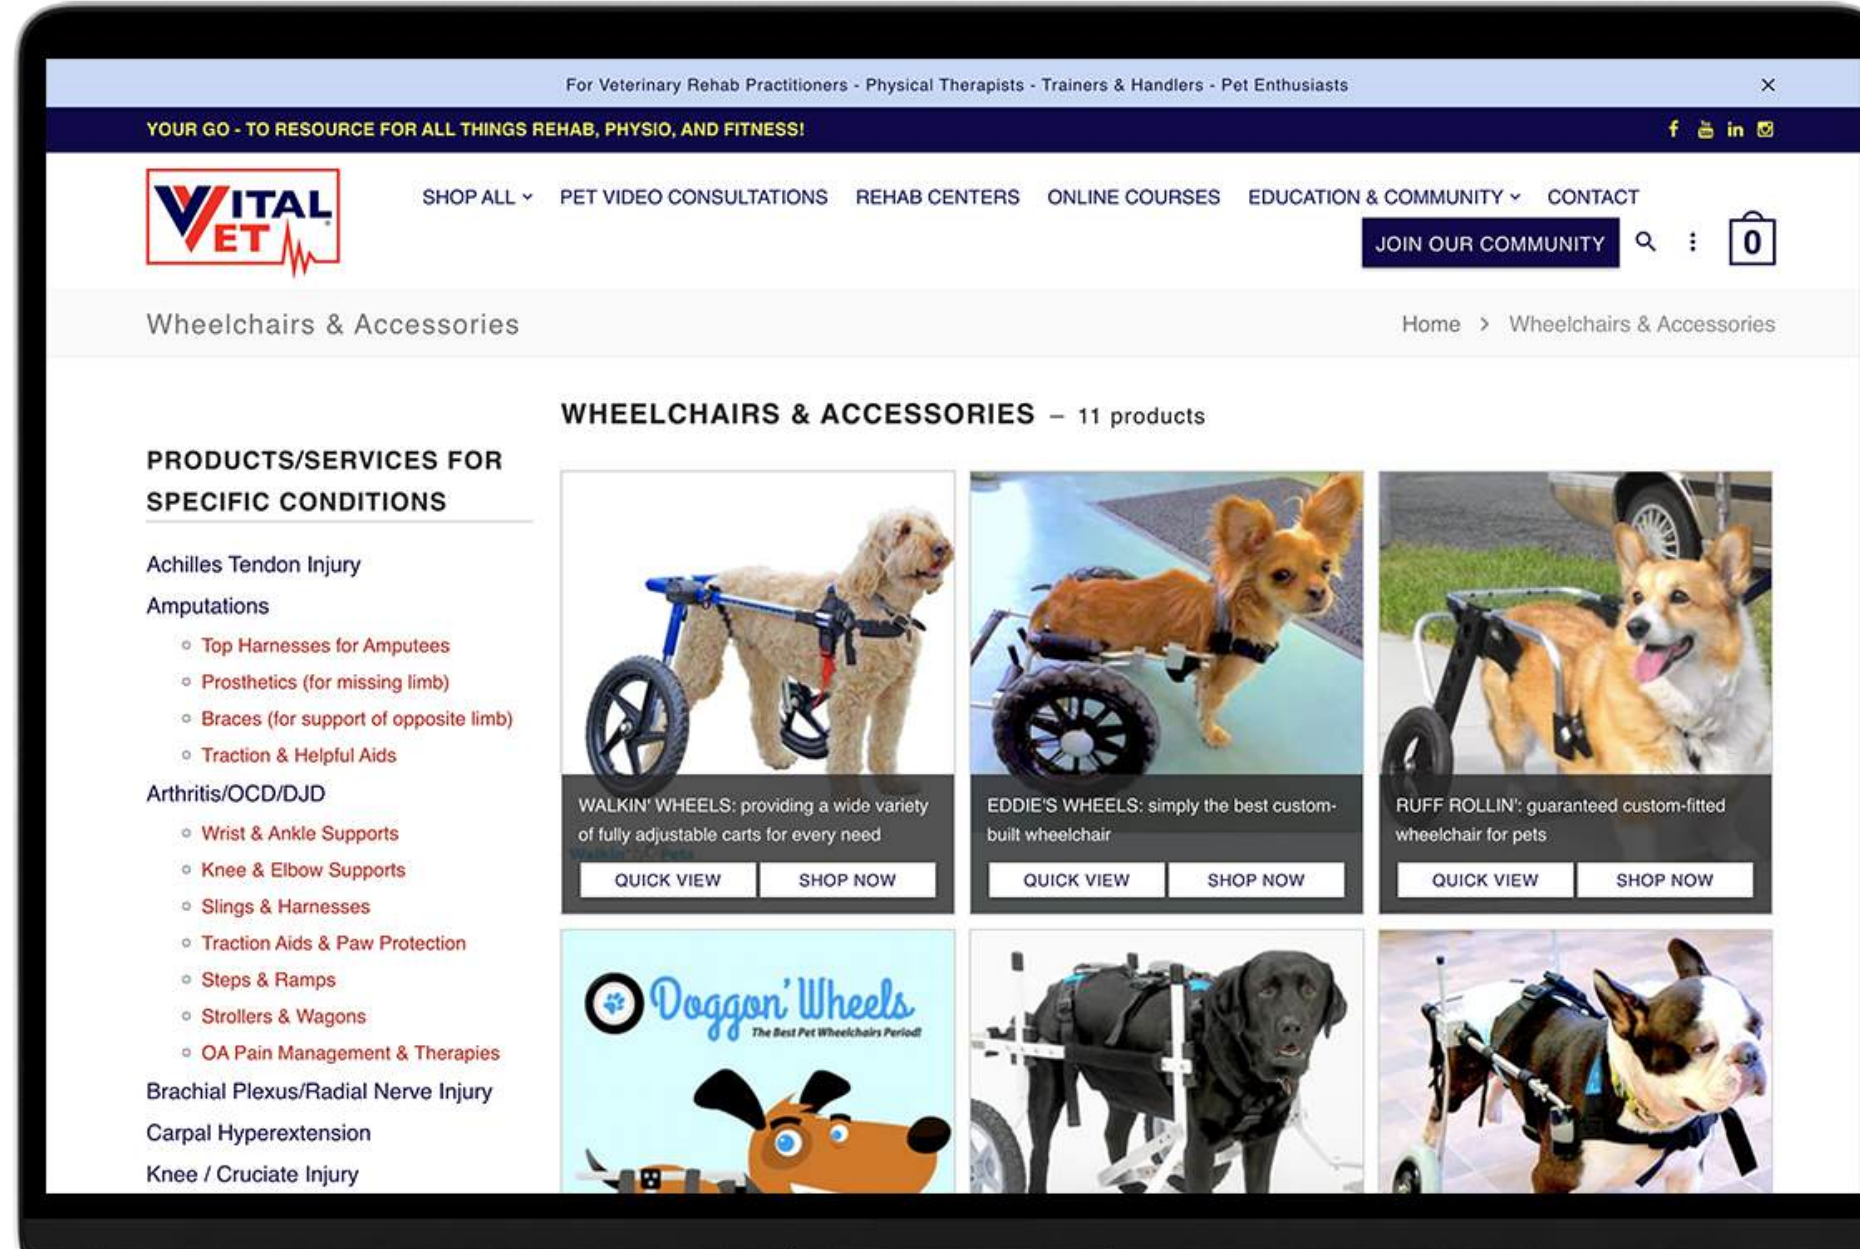 For Veterinary Rehab Practitioners - Physical Therapists - Trainers & Handlers - Pet Enthusiasts
YOUR GO - TO RESOURCE FOR ALL THINGS REHAB, PHYSIO, AND FITNESS!
VITAL
VET
SHOP ALL
PET VIDEO CONSULTATIONS
REHAB CENTERS
ONLINE COURSES
EDUCATION & COMMUNITY
CONTACT
JOIN OUR COMMUNITY
0
Wheelchairs & Accessories
Home > Wheelchairs & Accessories
PRODUCTS/SERVICES FOR
SPECIFIC CONDITIONS
Achilles Tendon Injury
Amputations
Top Harnesses for Amputees
Prosthetics (for missing limb)
Braces (for support of opposite limb)
Traction & Helpful Aids
Arthritis/OCD/DJD
Wrist & Ankle Supports
Knee & Elbow Supports
Slings & Harnesses
Traction Aids & Paw Protection
Steps & Ramps
Strollers & Wagons
OA Pain Management & Therapies
Brachial Plexus/Radial Nerve Injury
Carpal Hyperextension
Knee / Cruciate Injury
WHEELCHAIRS & ACCESSORIES – 11 products
WALKIN' WHEELS: providing a wide variety
of fully adjustable carts for every need
QUICK VIEW
SHOP NOW
EDDIE'S WHEELS: simply the best custom-
built wheelchair
QUICK VIEW
SHOP NOW
RUFF ROLLIN': guaranteed custom-fitted
wheelchair for pets
QUICK VIEW
SHOP NOW
Doggon' Wheels
The Best Pet Wheelchairs Period!